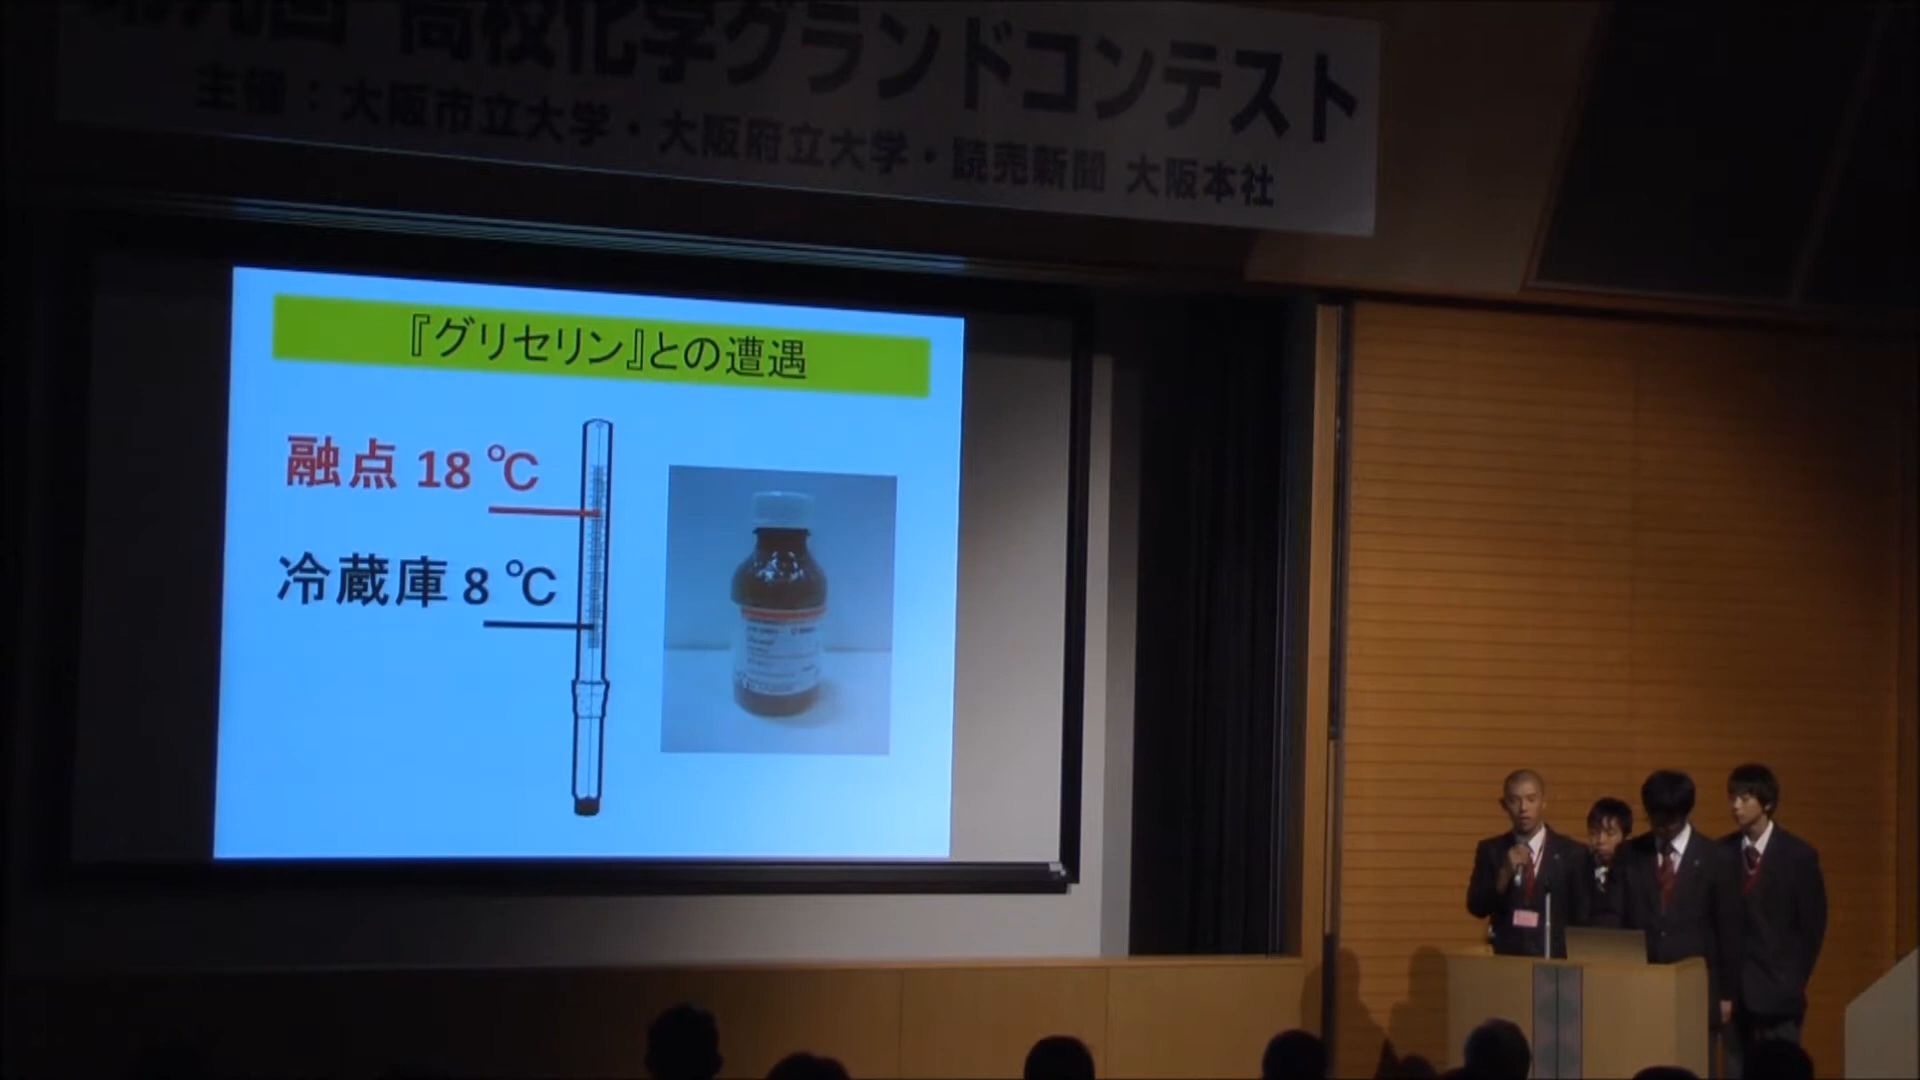 回 高校化学グランドコンテスト
主催：大阪市立大学・大阪府立大学・読売新聞 大阪本社
『グリセリン』との遭遇
融点 18 ℃
冷蔵庫 8 ℃